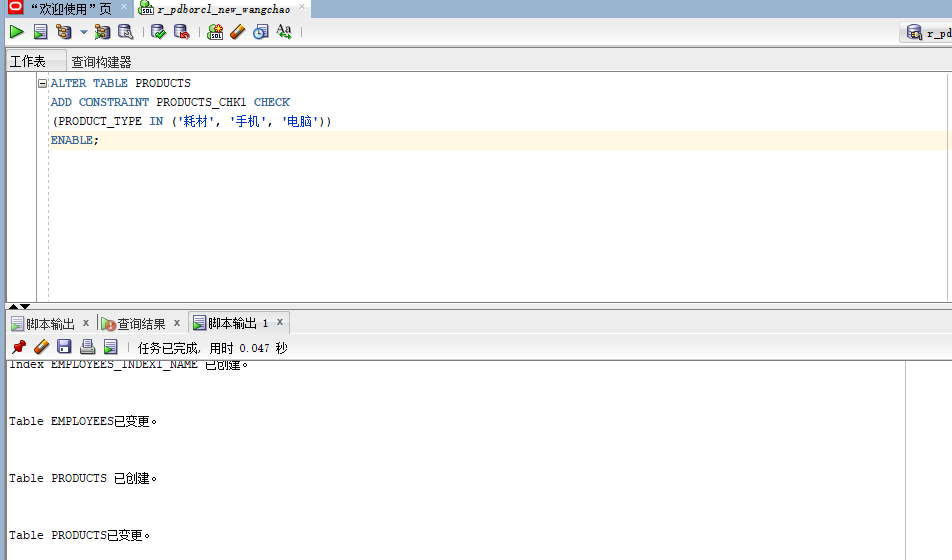 “欢迎使用”页
r_pdborcl_new_wangchao
SQL
Aa
r_pd
工作表
查询构建器
ALTER TABLE PRODUCTS
ADD CONSTRAINT PRODUCTS_CHK1 CHECK
(PRODUCT_TYPE IN ('耗材', '手机', '电脑'))
ENABLE;
脚本输出 x
查询结果 x
脚本输出 1 x
任务已完成, 用时 0.047 秒
Index EMPLOYEES_INDEX1_NAME 已创建。
Table EMPLOYEES已变更。
Table PRODUCTS 已创建。
Table PRODUCTS已变更。